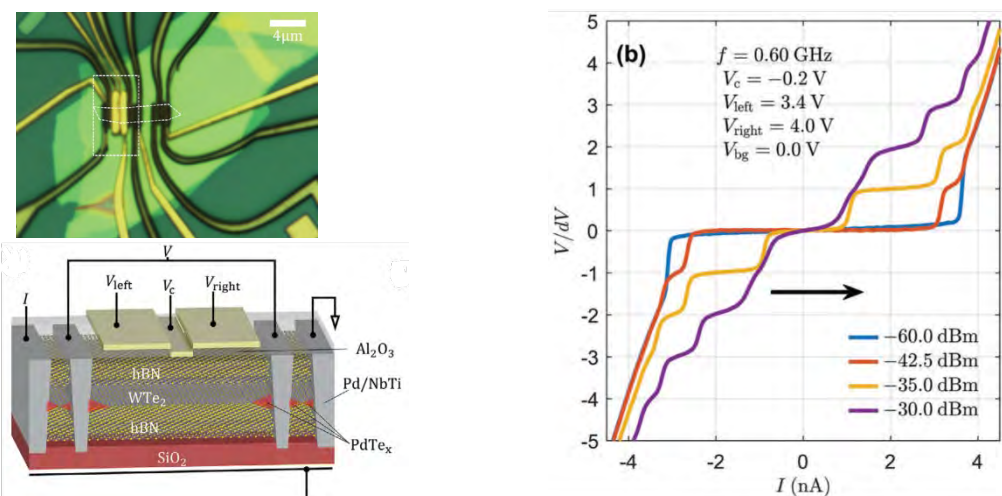 4μm
V
I
V_left
V_c
V_right
Al₂O₃
hBN
Pd/NbTi
WTe₂
hBN
PdTeₓ
SiO₂
(b)
f = 0.60 GHz
V_c = −0.2 V
V_left = 3.4 V
V_right = 4.0 V
V_bg = 0.0 V
5
4
3
2
1
0
-1
-2
-3
-4
-5
V/dV
−60.0 dBm
−42.5 dBm
−35.0 dBm
−30.0 dBm
-4 -2 0 2 4
I (nA)